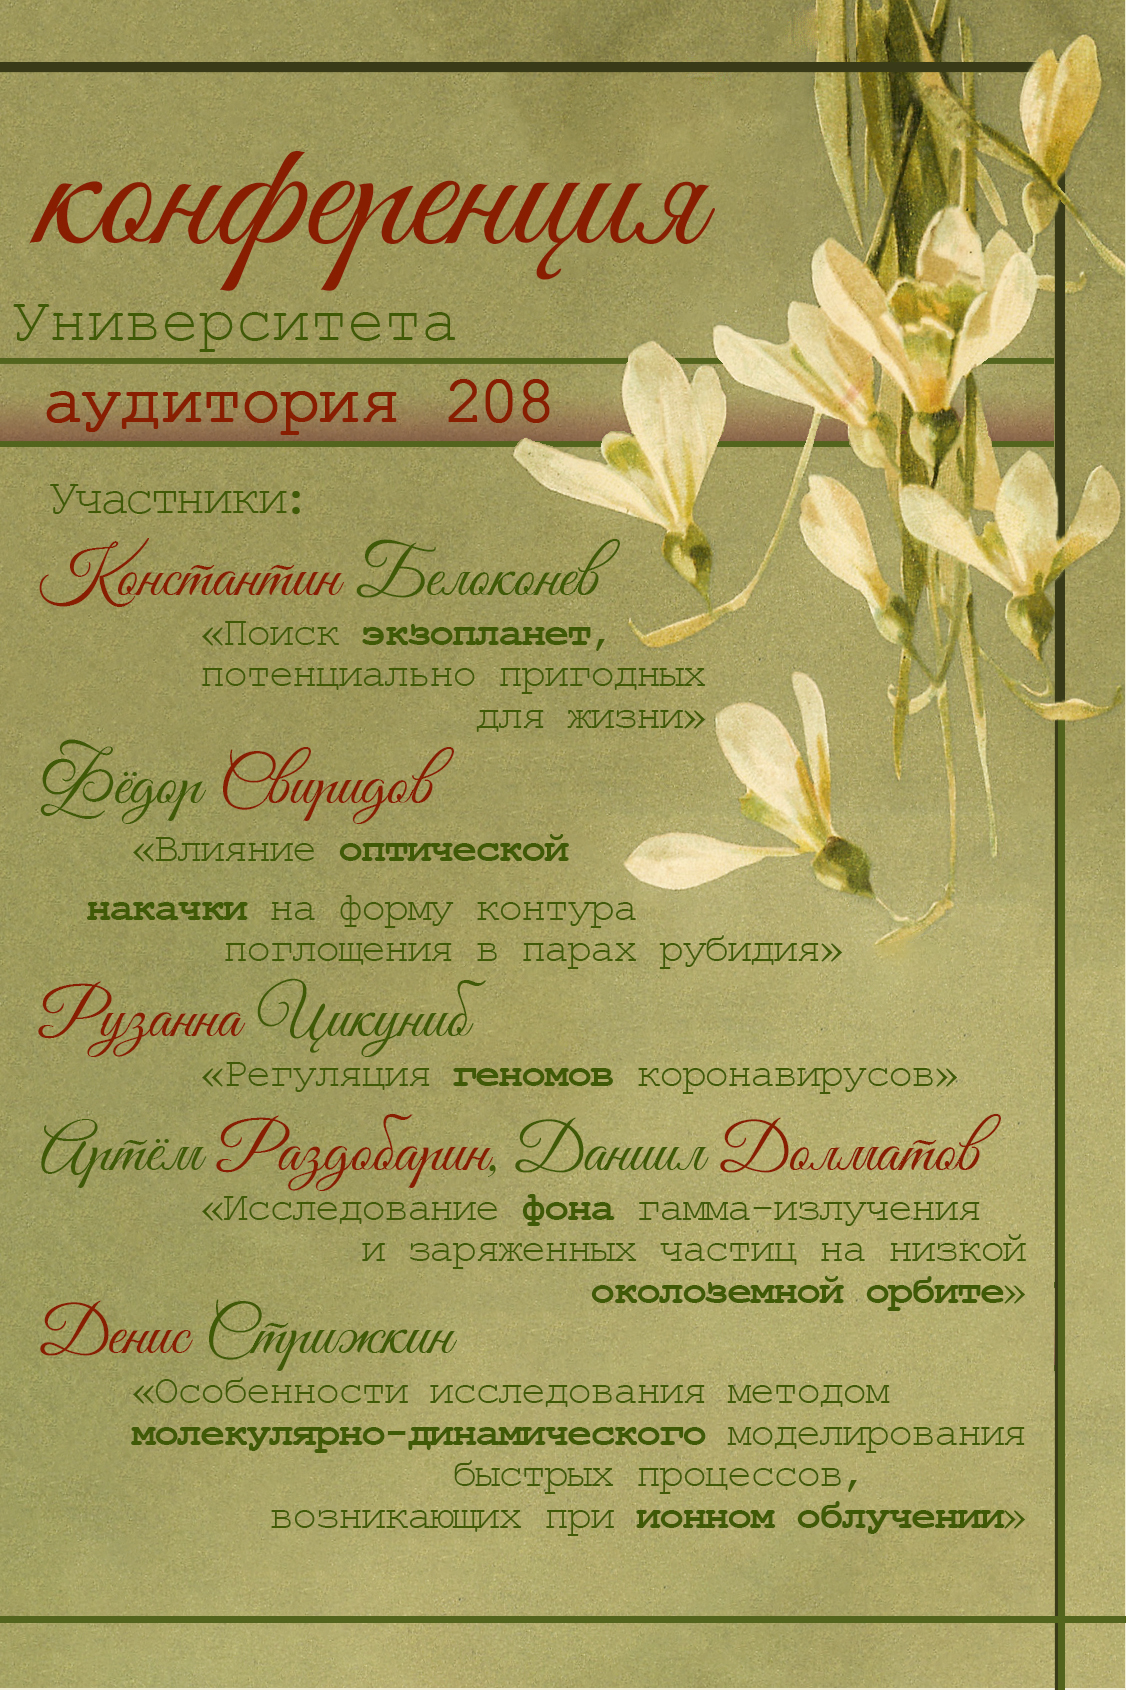 конференция
Университета
аудитория 208
Участники:
Константин Белоконев
«Поиск экзопланет,
потенциально пригодных
для жизни»
Фёдор Свиридов
«Влияние оптической
накачки на форму контура
поглощения в парах рубидия»
Рузанна Цикуниб
«Регуляция геномов коронавирусов»
Артём Раздобарин, Даниил Долматов
«Исследование фона гамма-излучения
и заряженных частиц на низкой
околоземной орбите»
Денис Стрижкин
«Особенности исследования методом
молекулярно-динамического моделирования
быстрых процессов,
возникающих при ионном облучении»